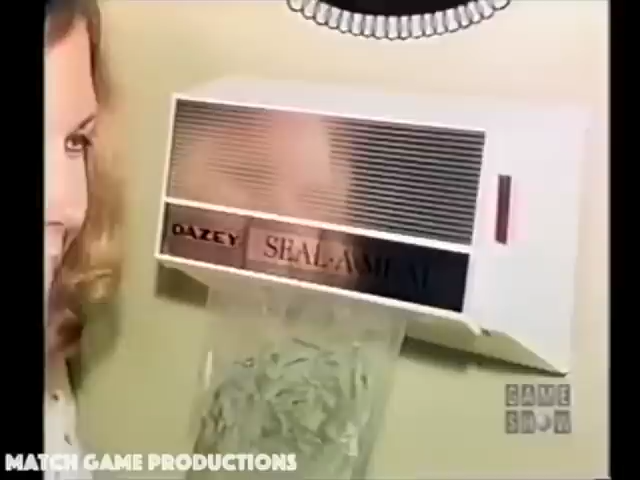 DAZEY SEAL-A-MEAL
GAME
SHOW
MATCH GAME PRODUCTIONS